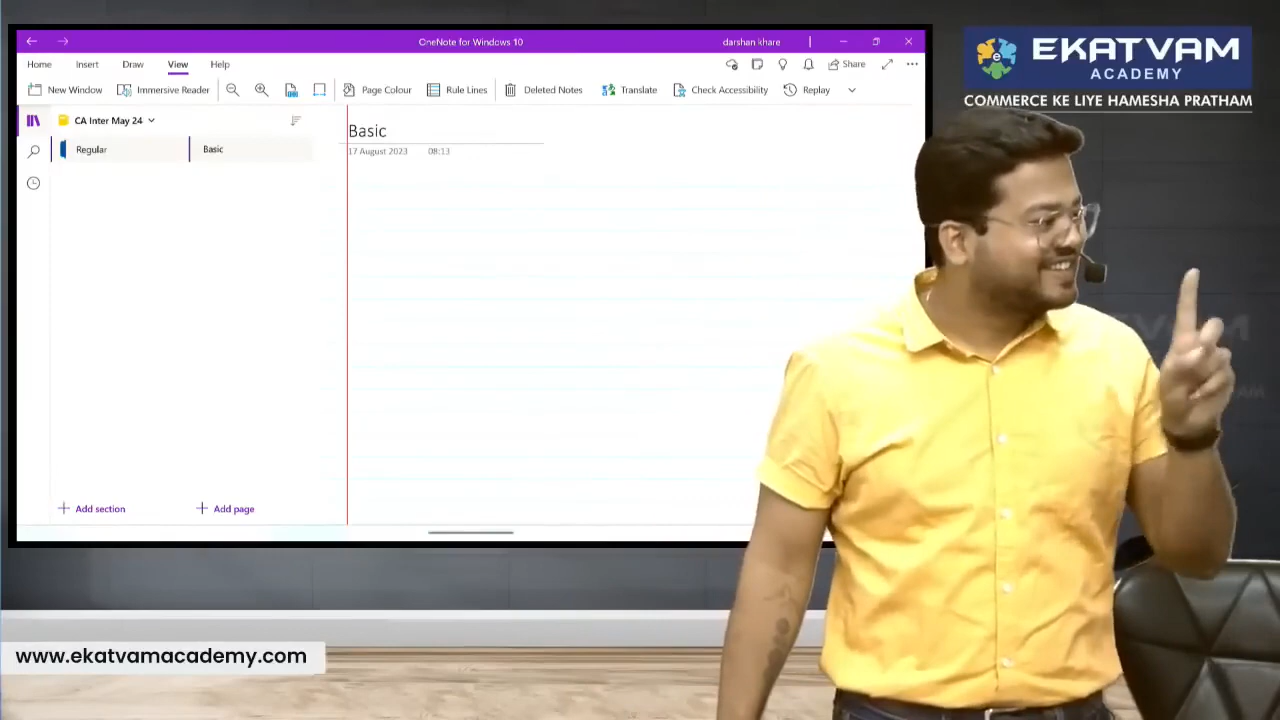 OneNote for Windows 10
darshan khare
Home Insert Draw View Help
Share
New Window Immersive Reader Page Colour Rule Lines Deleted Notes Translate Check Accessibility Replay
CA Inter May 24
Regular
Basic
Basic
17 August 2023 08:13
Add section
Add page
EKATVAM
ACADEMY
COMMERCE KE LIYE HAMESHA PRATHAM
www.ekatvamacademy.com